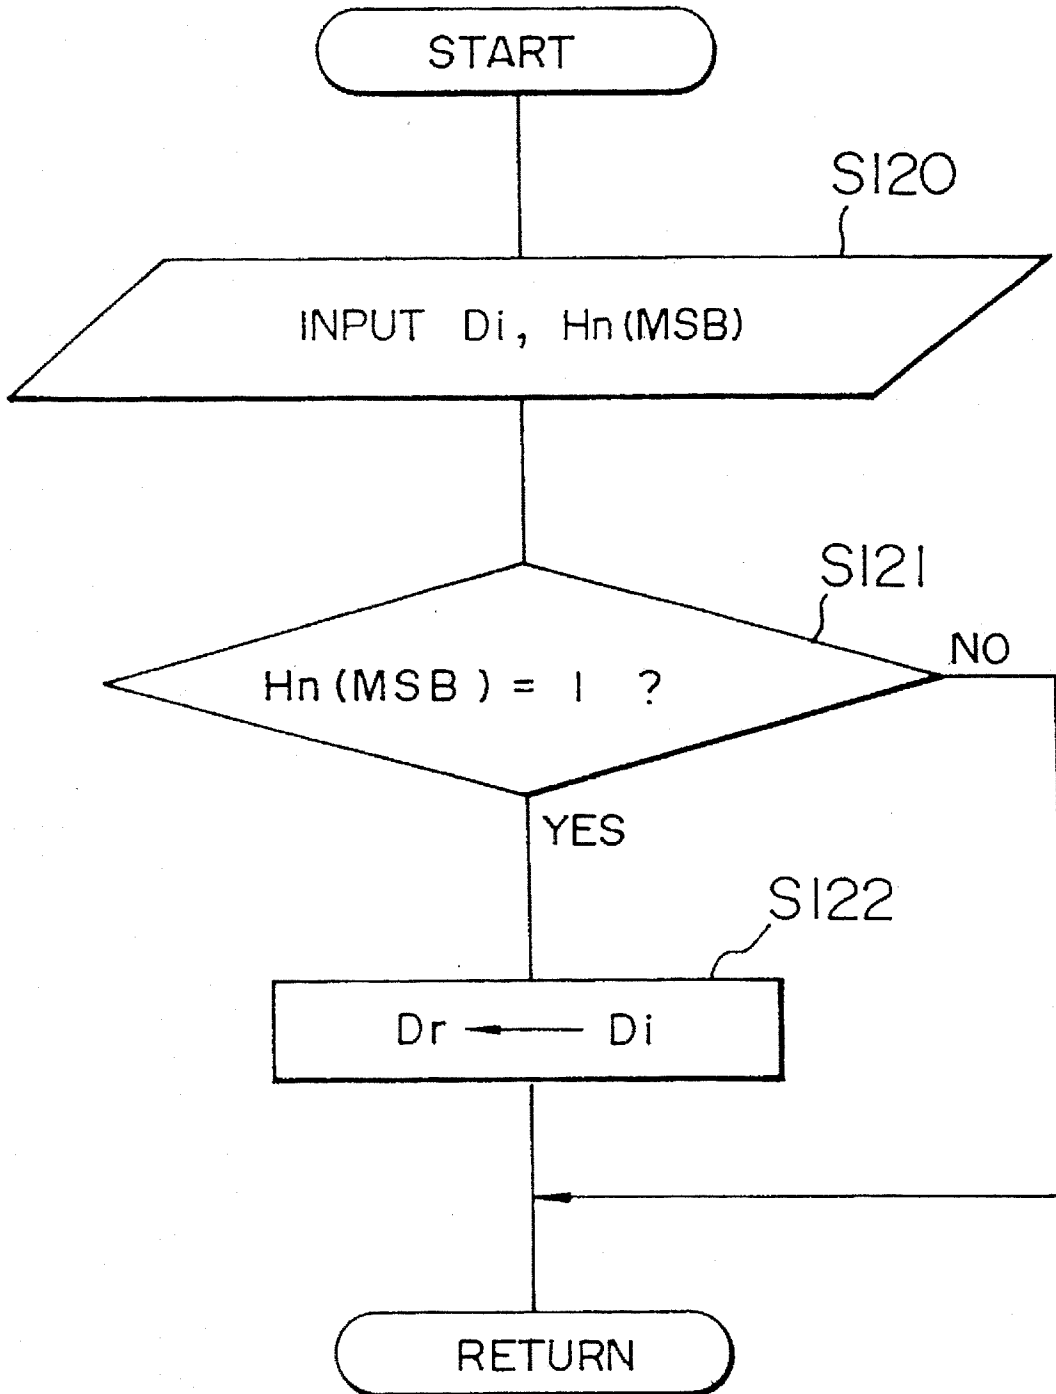 START
S120
INPUT Di, Hn(MSB)
S121
Hn(MSB) = 1 ?
NO
YES
S122
Dr ← Di
RETURN